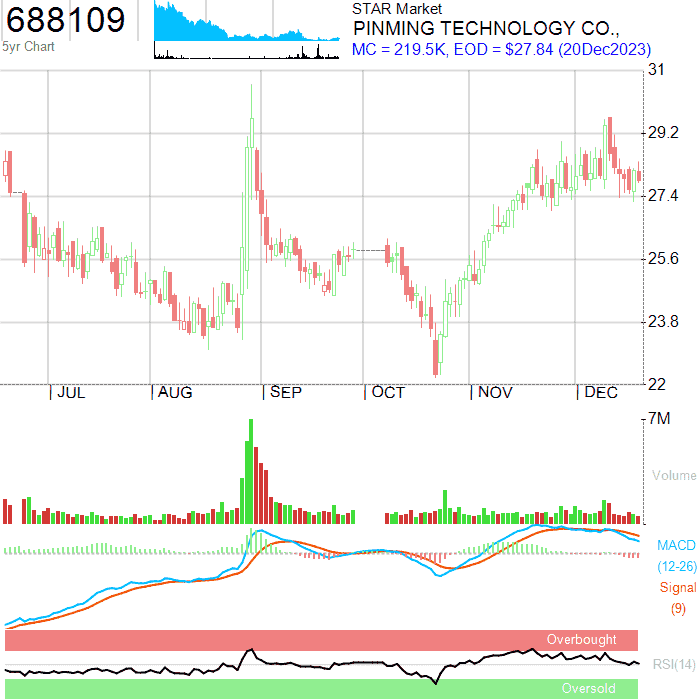 688109
5yr Chart
STAR Market
PINMING TECHNOLOGY CO.,
MC = 219.5K, EOD = $27.84 (20Dec2023)
31
29.2
27.4
25.6
23.8
22
JUL AUG SEP OCT NOV DEC
7M
Volume
MACD
(12-26)
Signal
(9)
Overbought
RSI(14)
Oversold